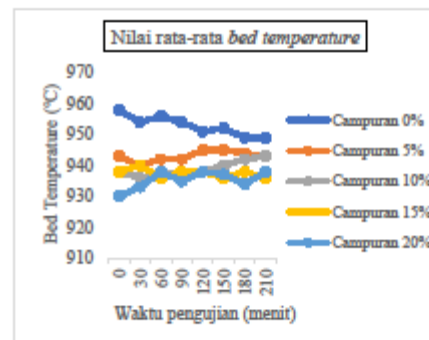 Nilai rata-rata bed temperature
970
960
950
940
930
920
910
Bed Temperature (°C)
0
30
60
90
120
150
180
210
Waktu pengujian (menit)
Campuran 0%
Campuran 5%
Campuran 10%
Campuran 15%
Campuran 20%